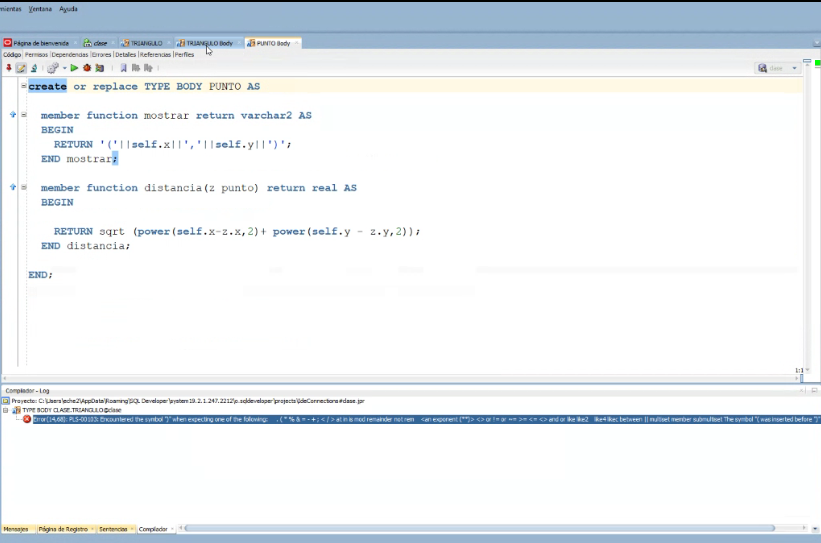 mientas Ventana Ayuda
Página de bienvenida clase TRIANGULO TRIANGULO Body PUNTO Body
Código Permisos Dependencias Errores Detalles Referencias Perfiles
clase
create or replace TYPE BODY PUNTO AS
member function mostrar return varchar2 AS
BEGIN
RETURN '('||self.x||','||self.y||')';
END mostrar;
member function distancia(z punto) return real AS
BEGIN
RETURN sqrt (power(self.x-z.x,2)+ power(self.y - z.y,2));
END distancia;
END;
1:1
Compilador - Log
Proyecto: C:\Users\eche2\AppData\Roaming\SQL Developer\system19.2.1.247.2212\o.sqldeveloper\projects\IdeConnections#clase.jpr
TYPE BODY CLASE.TRIANGULO@clase
Error(14,68): PLS-00103: Encountered the symbol ")" when expecting one of the following: . ( * % & = - + ; < / > at in is mod remainder not rem <an exponent (**)> <> or != or ~= >= <= <> and or like like2 like4 likec between || multiset member submultiset The symbol "(" was inserted before ")"
Mensajes Página de Registro Sentencias Compilador